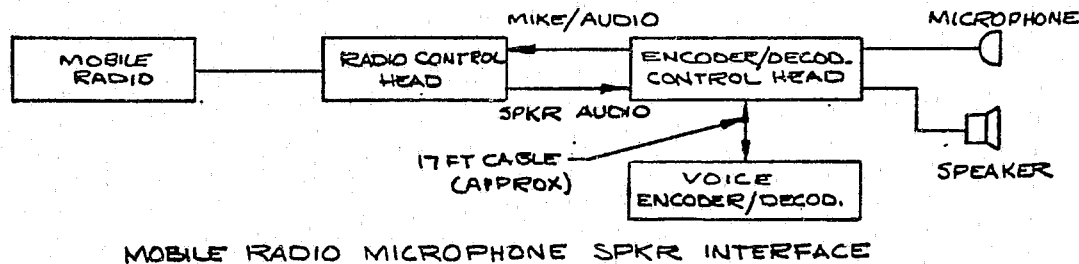 MIKE/AUDIO
MICROPHONE
MOBILE
RADIO
RADIO CONTROL
HEAD
ENCODER/DECOD.
CONTROL HEAD
SPKR AUDIO
17 FT CABLE
(APPROX)
SPEAKER
VOICE
ENCODER/DECOD.
MOBILE RADIO MICROPHONE SPKR INTERFACE